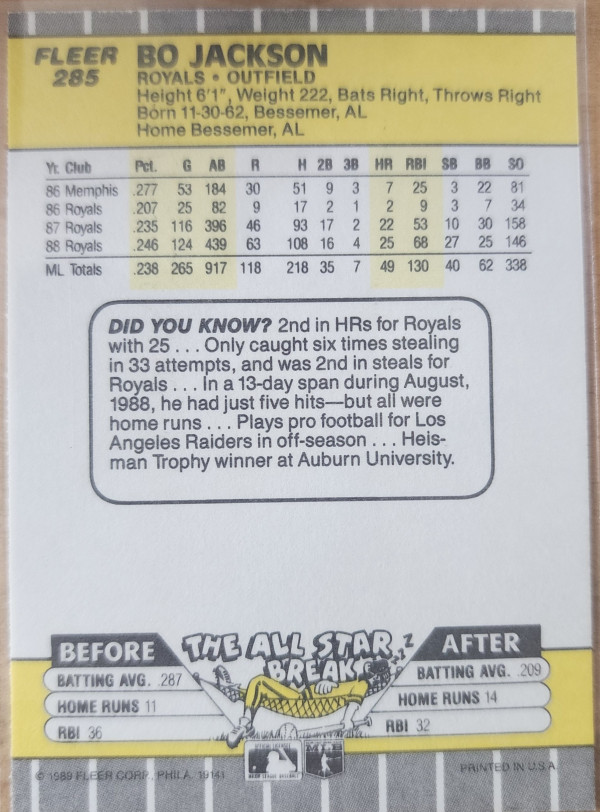 FLEER
285
BO JACKSON
ROYALS • OUTFIELD
Height 6'1", Weight 222, Bats Right, Throws Right
Born 11-30-62, Bessemer, AL
Home Bessemer, AL
Yr. Club Pct. G AB R H 2B 3B HR RBI SB BB SO
86 Memphis .277 53 184 30 51 9 3 7 25 3 22 81
86 Royals .207 25 82 9 17 2 1 2 9 3 7 34
87 Royals .235 116 396 46 93 17 2 22 53 10 30 158
88 Royals .246 124 439 63 108 16 4 25 68 27 25 146
ML Totals .238 265 917 118 218 35 7 49 130 40 62 338
DID YOU KNOW? 2nd in HRs for Royals
with 25 . . . Only caught six times stealing
in 33 attempts, and was 2nd in steals for
Royals . . . In a 13-day span during August,
1988, he had just five hits—but all were
home runs . . . Plays pro football for Los
Angeles Raiders in off-season . . . Heis-
man Trophy winner at Auburn University.
THE ALL STAR
BREAK
Z Z Z
BEFORE
BATTING AVG. .287
HOME RUNS 11
RBI 36
AFTER
BATTING AVG. .209
HOME RUNS 14
RBI 32
© 1989 FLEER CORP., PHILA. 19141
PRINTED IN U.S.A.